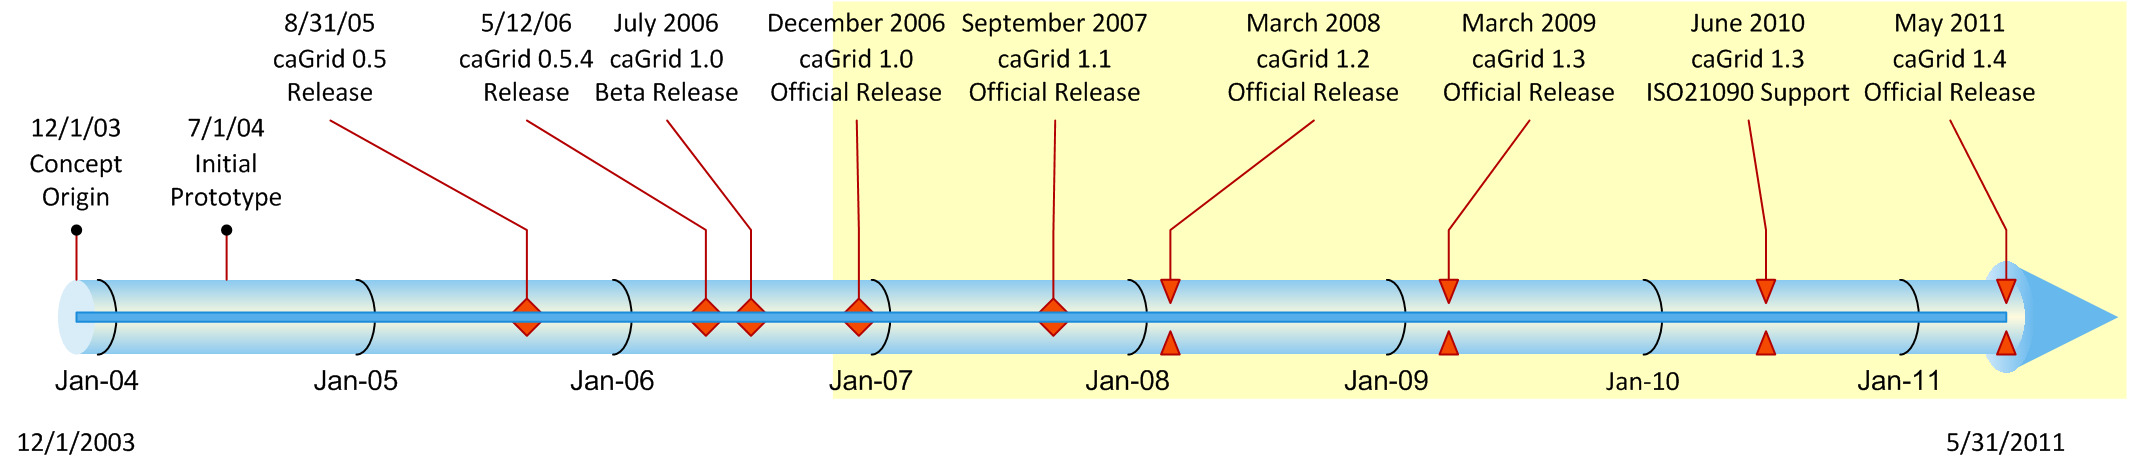 8/31/05
caGrid 0.5
Release
5/12/06
caGrid 0.5.4
Release
July 2006
caGrid 1.0
Beta Release
December 2006
caGrid 1.0
Official Release
September 2007
caGrid 1.1
Official Release
March 2008
caGrid 1.2
Official Release
March 2009
caGrid 1.3
Official Release
June 2010
caGrid 1.3
ISO21090 Support
May 2011
caGrid 1.4
Official Release
12/1/03
Concept
Origin
7/1/04
Initial
Prototype
Jan-04
Jan-05
Jan-06
Jan-07
Jan-08
Jan-09
Jan-10
Jan-11
12/1/2003
5/31/2011